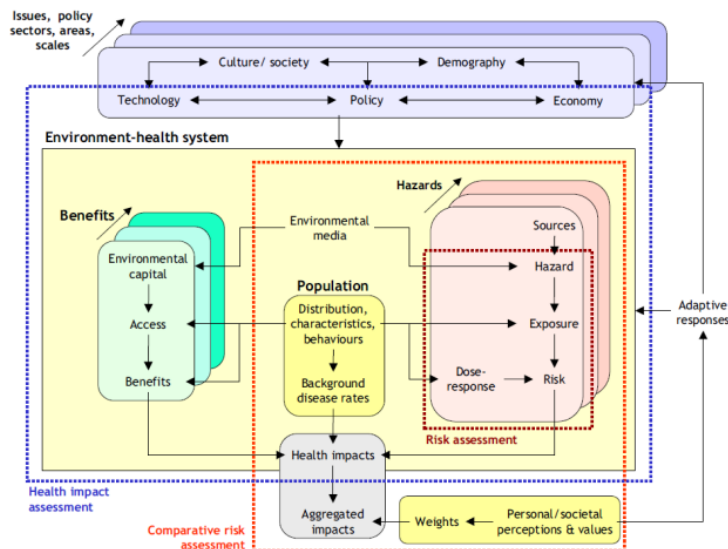 Issues, policy
sectors, areas,
scales
Culture/ society
Demography
Technology
Policy
Economy
Environment-health system
Benefits
Hazards
Environmental
media
Sources
Environmental
capital
Hazard
Population
Distribution,
characteristics,
behaviours
Access
Exposure
Adaptive
responses
Benefits
Background
disease rates
Dose-
response
Risk
Risk assessment
Health impacts
Health impact
assessment
Aggregated
impacts
Weights
Personal/societal
perceptions & values
Comparative risk
assessment